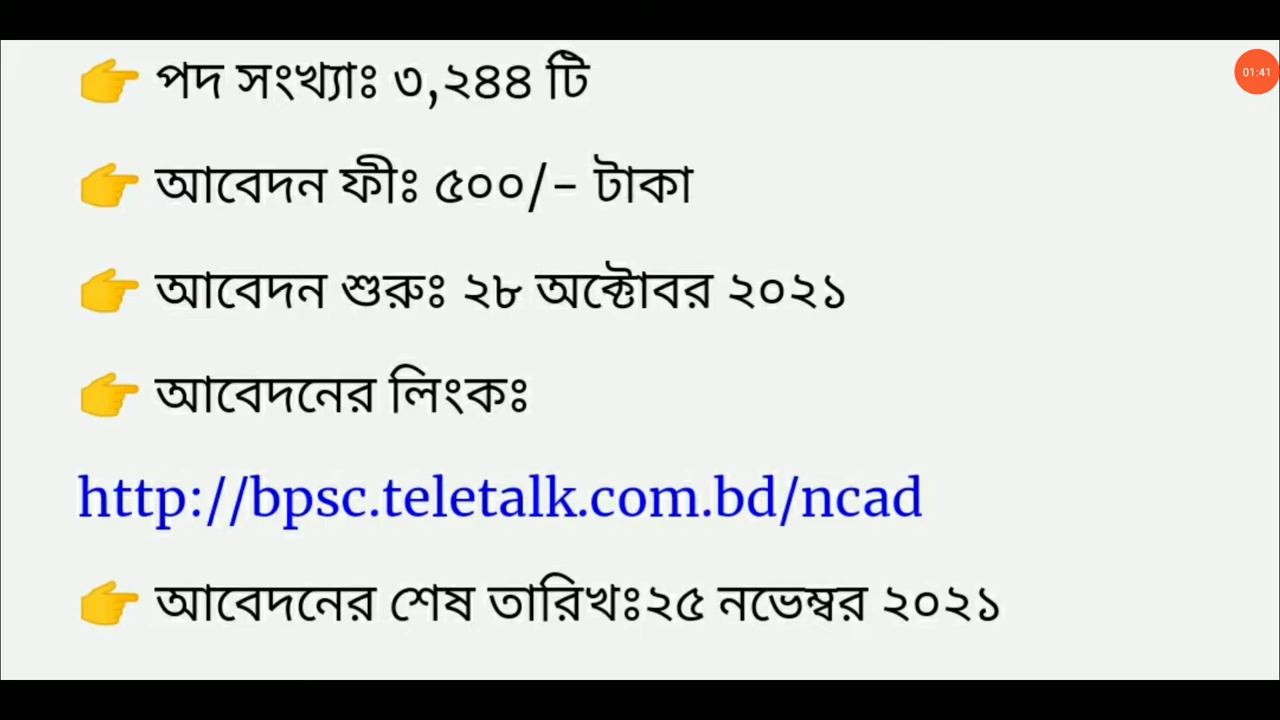 👉 পদ সংখ্যাঃ ৩,২৪৪ টি
01:41
👉 আবেদন ফীঃ ৫০০/- টাকা
👉 আবেদন শুরুঃ ২৮ অক্টোবর ২০২১
👉 আবেদনের লিংকঃ
http://bpsc.teletalk.com.bd/ncad
👉 আবেদনের শেষ তারিখঃ২৫ নভেম্বর ২০২১